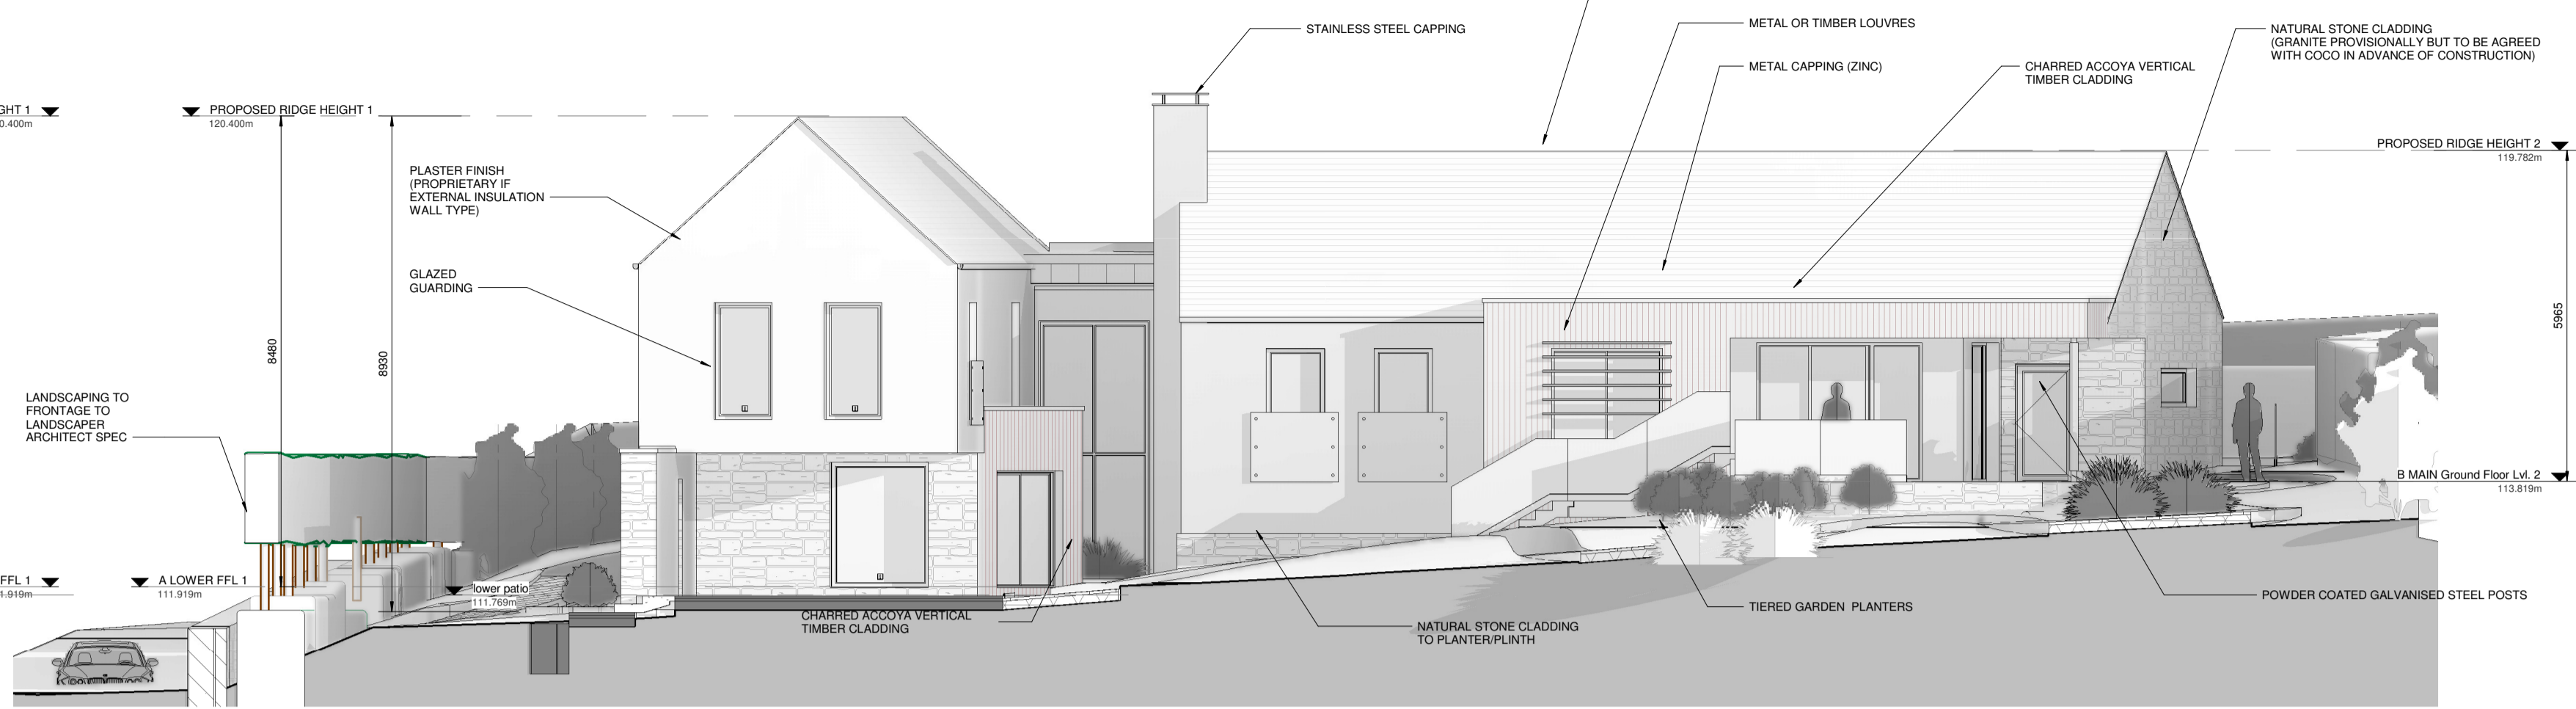 STAINLESS STEEL CAPPING
METAL OR TIMBER LOUVRES
METAL CAPPING (ZINC)
NATURAL STONE CLADDING
(GRANITE PROVISIONALLY BUT TO BE AGREED
WITH COCO IN ADVANCE OF CONSTRUCTION)
CHARRED ACCOYA VERTICAL
TIMBER CLADDING
GHT 1
0.400m
PROPOSED RIDGE HEIGHT 1
120.400m
PROPOSED RIDGE HEIGHT 2
119.782m
PLASTER FINISH
(PROPRIETARY IF
EXTERNAL INSULATION
WALL TYPE)
GLAZED
GUARDING
8480
8930
5965
LANDSCAPING TO
FRONTAGE TO
LANDSCAPER
ARCHITECT SPEC
B MAIN Ground Floor Lvl. 2
113.819m
FFL 1
1.919m
A LOWER FFL 1
111.919m
lower patio
111.769m
CHARRED ACCOYA VERTICAL
TIMBER CLADDING
NATURAL STONE CLADDING
TO PLANTER/PLINTH
TIERED GARDEN PLANTERS
POWDER COATED GALVANISED STEEL POSTS